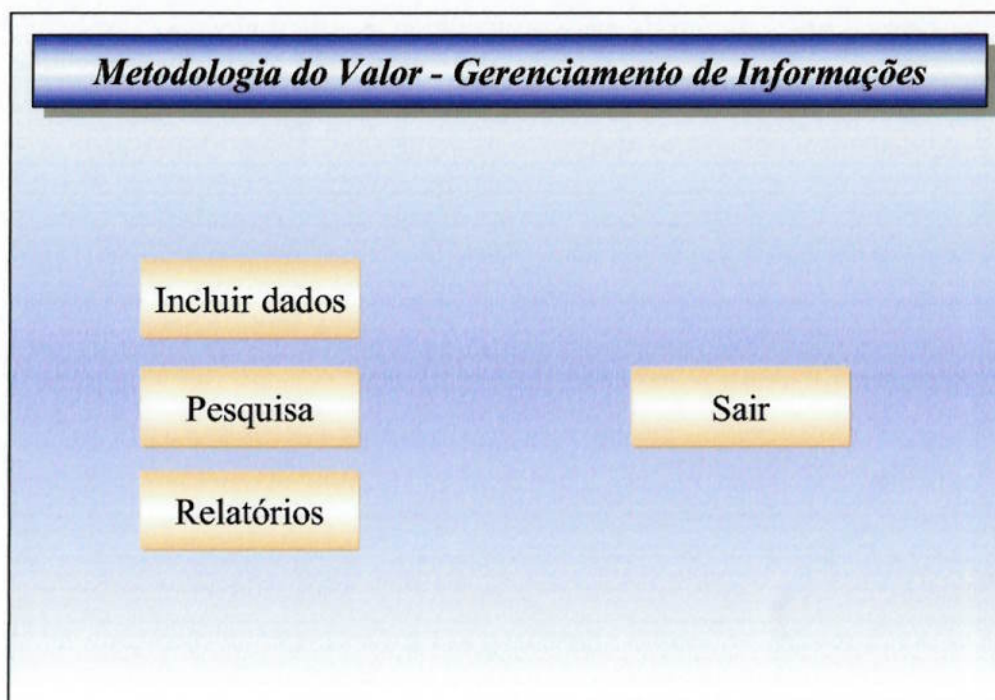 Metodologia do Valor - Gerenciamento de Informações
Incluir dados
Pesquisa
Sair
Relatórios